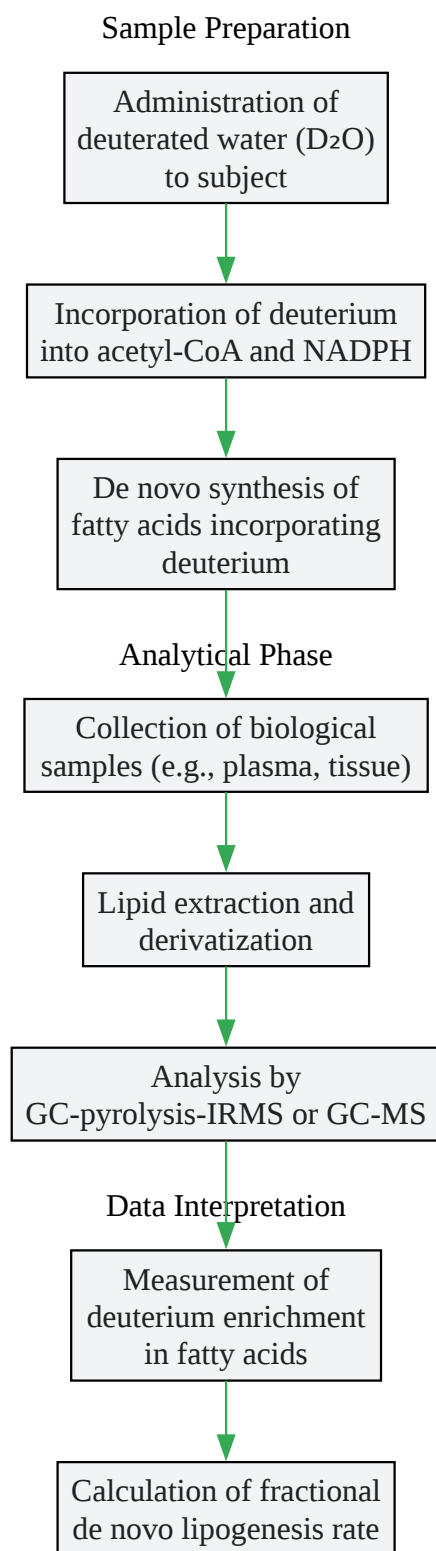 Sample Preparation
Administration of
deuterated water (D₂O)
to subject
Incorporation of deuterium
into acetyl-CoA and NADPH
De novo synthesis of
fatty acids incorporating
deuterium
Analytical Phase
Collection of biological
samples (e.g., plasma, tissue)
Lipid extraction and
derivatization
Analysis by
GC-pyrolysis-IRMS or GC-MS
Data Interpretation
Measurement of
deuterium enrichment
in fatty acids
Calculation of fractional
de novo lipogenesis rate